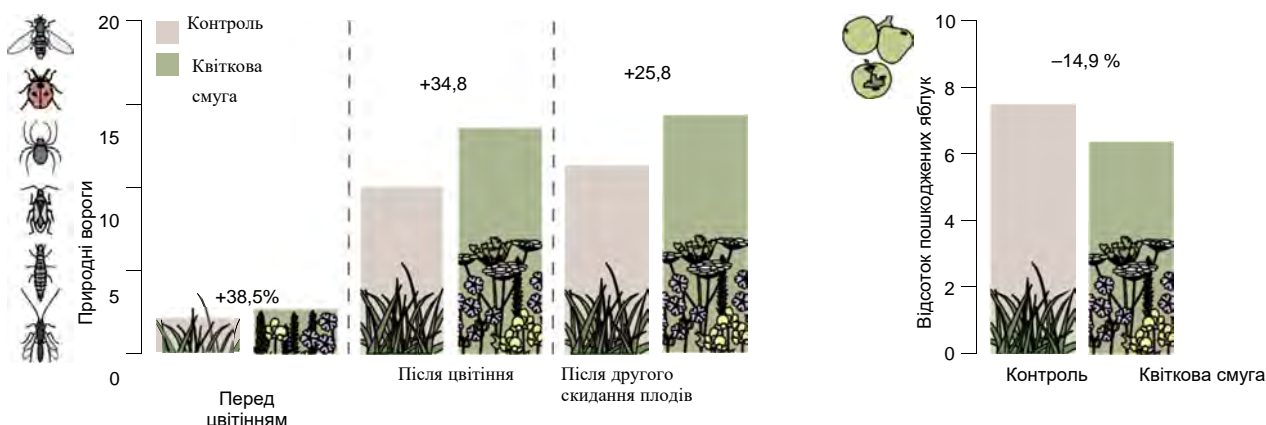 20
15
10
5
0
Природні вороги
Контроль
Квіткова
смуга
+38,5%
+34,8
+25,8
Перед
цвітінням
Після цвітіння
Після другого
скидання плодів
10
8
6
4
2
0
Відсоток пошкоджених яблук
–14,9 %
Контроль
Квіткова смуга